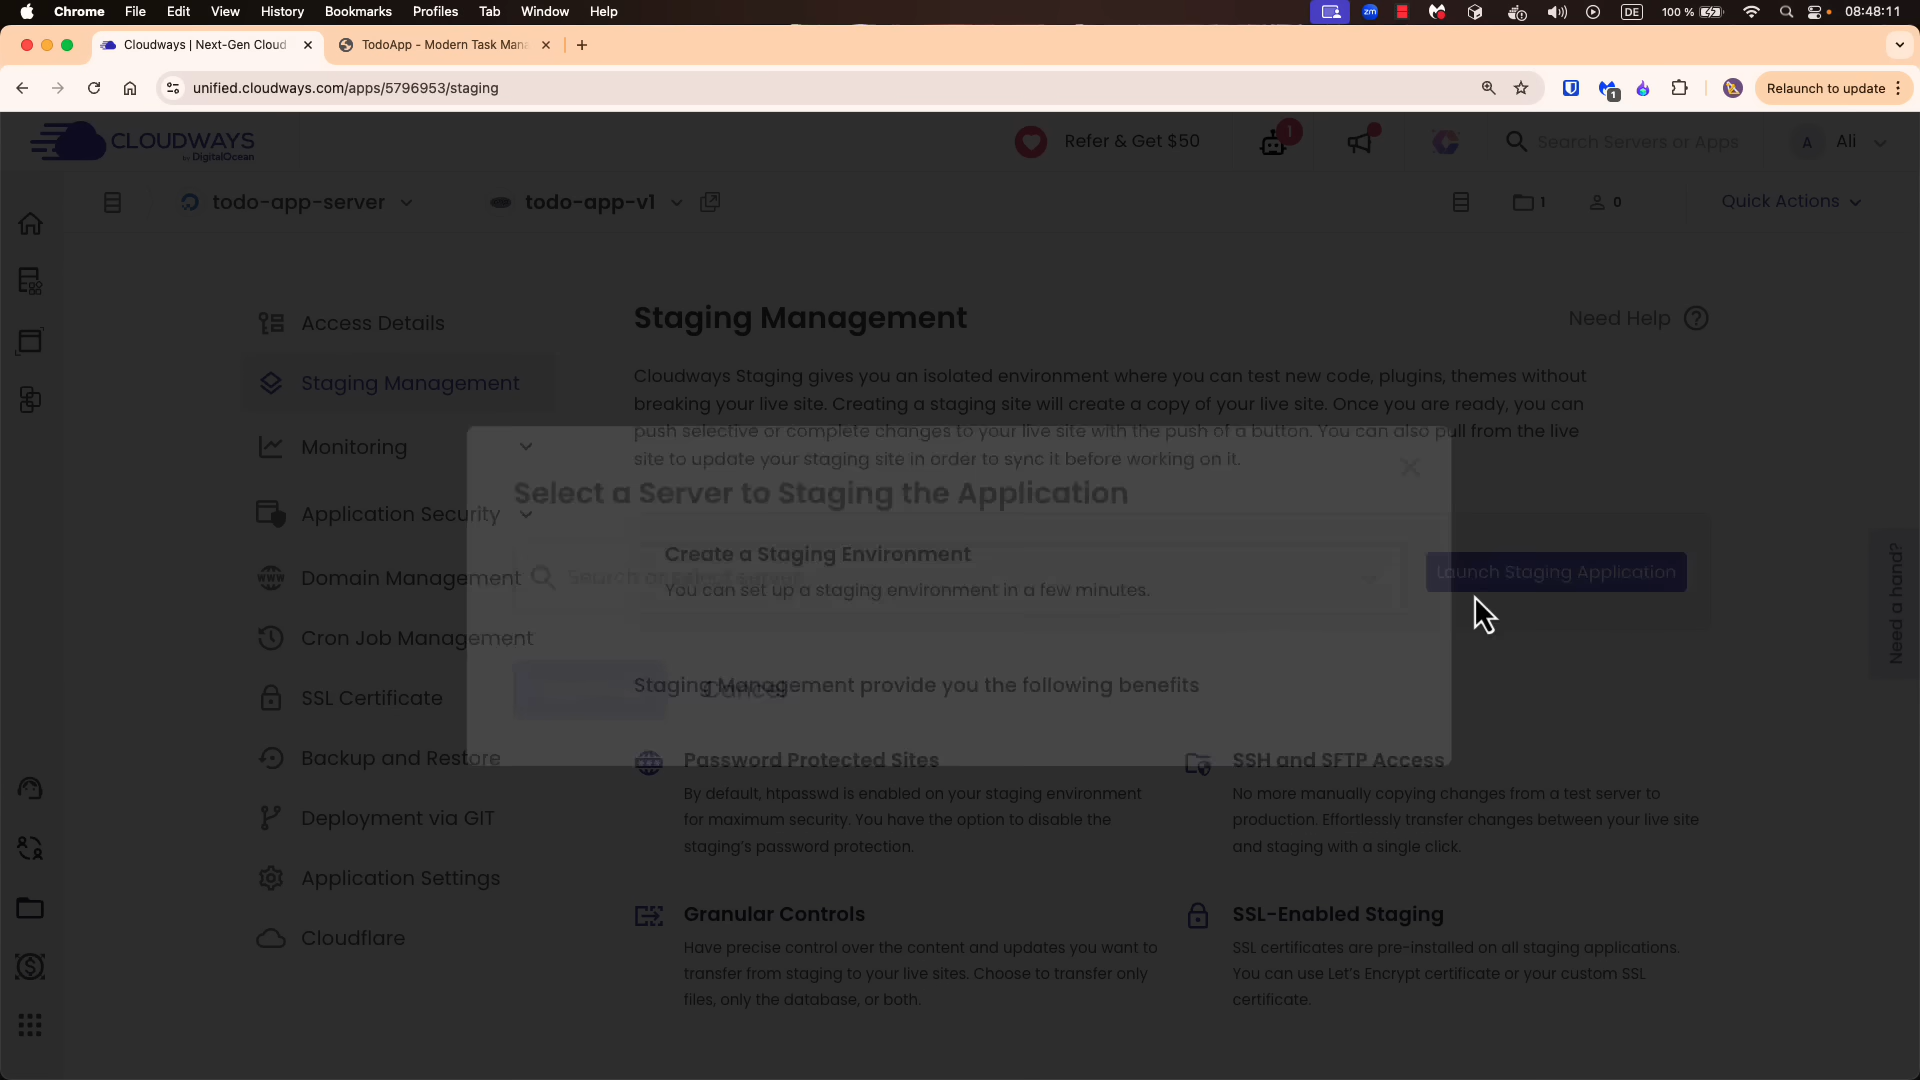 Chrome File Edit View History Bookmarks Profiles Tab Window Help
zm
DE
100 %
08:48:11
Cloudways | Next-Gen Cloud
TodoApp - Modern Task Man
unified.cloudways.com/apps/5796953/staging
1
Relaunch to update
CLOUDWAYS
by DigitalOcean
Refer & Get $50
1
Search Servers or Apps
A
Ali
todo-app-server
todo-app-v1
1
0
Quick Actions
Access Details
Staging Management
Monitoring
Application Security
Domain Management
Cron Job Management
SSL Certificate
Backup and Restore
Deployment via GIT
Application Settings
Cloudflare
Staging Management
Need Help
Cloudways Staging gives you an isolated environment where you can test new code, plugins, themes without
breaking your live site. Creating a staging site will create a copy of your live site. Once you are ready, you can
push selective or complete changes to your live site with the push of a button. You can also pull from the live
site to update your staging site in order to sync it before working on it.
Select a Server to Staging the Application
Search or select server
Cancel
Create a Staging Environment
You can set up a staging environment in a few minutes.
Launch Staging Application
Need a hand?
Staging Management provide you the following benefits
Password Protected Sites
By default, htpasswd is enabled on your staging environment
for maximum security. You have the option to disable the
staging's password protection.
SSH and SFTP Access
No more manually copying changes from a test server to
production. Effortlessly transfer changes between your live site
and staging with a single click.
Granular Controls
Have precise control over the content and updates you want to
transfer from staging to your live sites. Choose to transfer only
files, only the database, or both.
SSL-Enabled Staging
SSL certificates are pre-installed on all staging applications.
You can use Let's Encrypt certificate or your custom SSL
certificate.